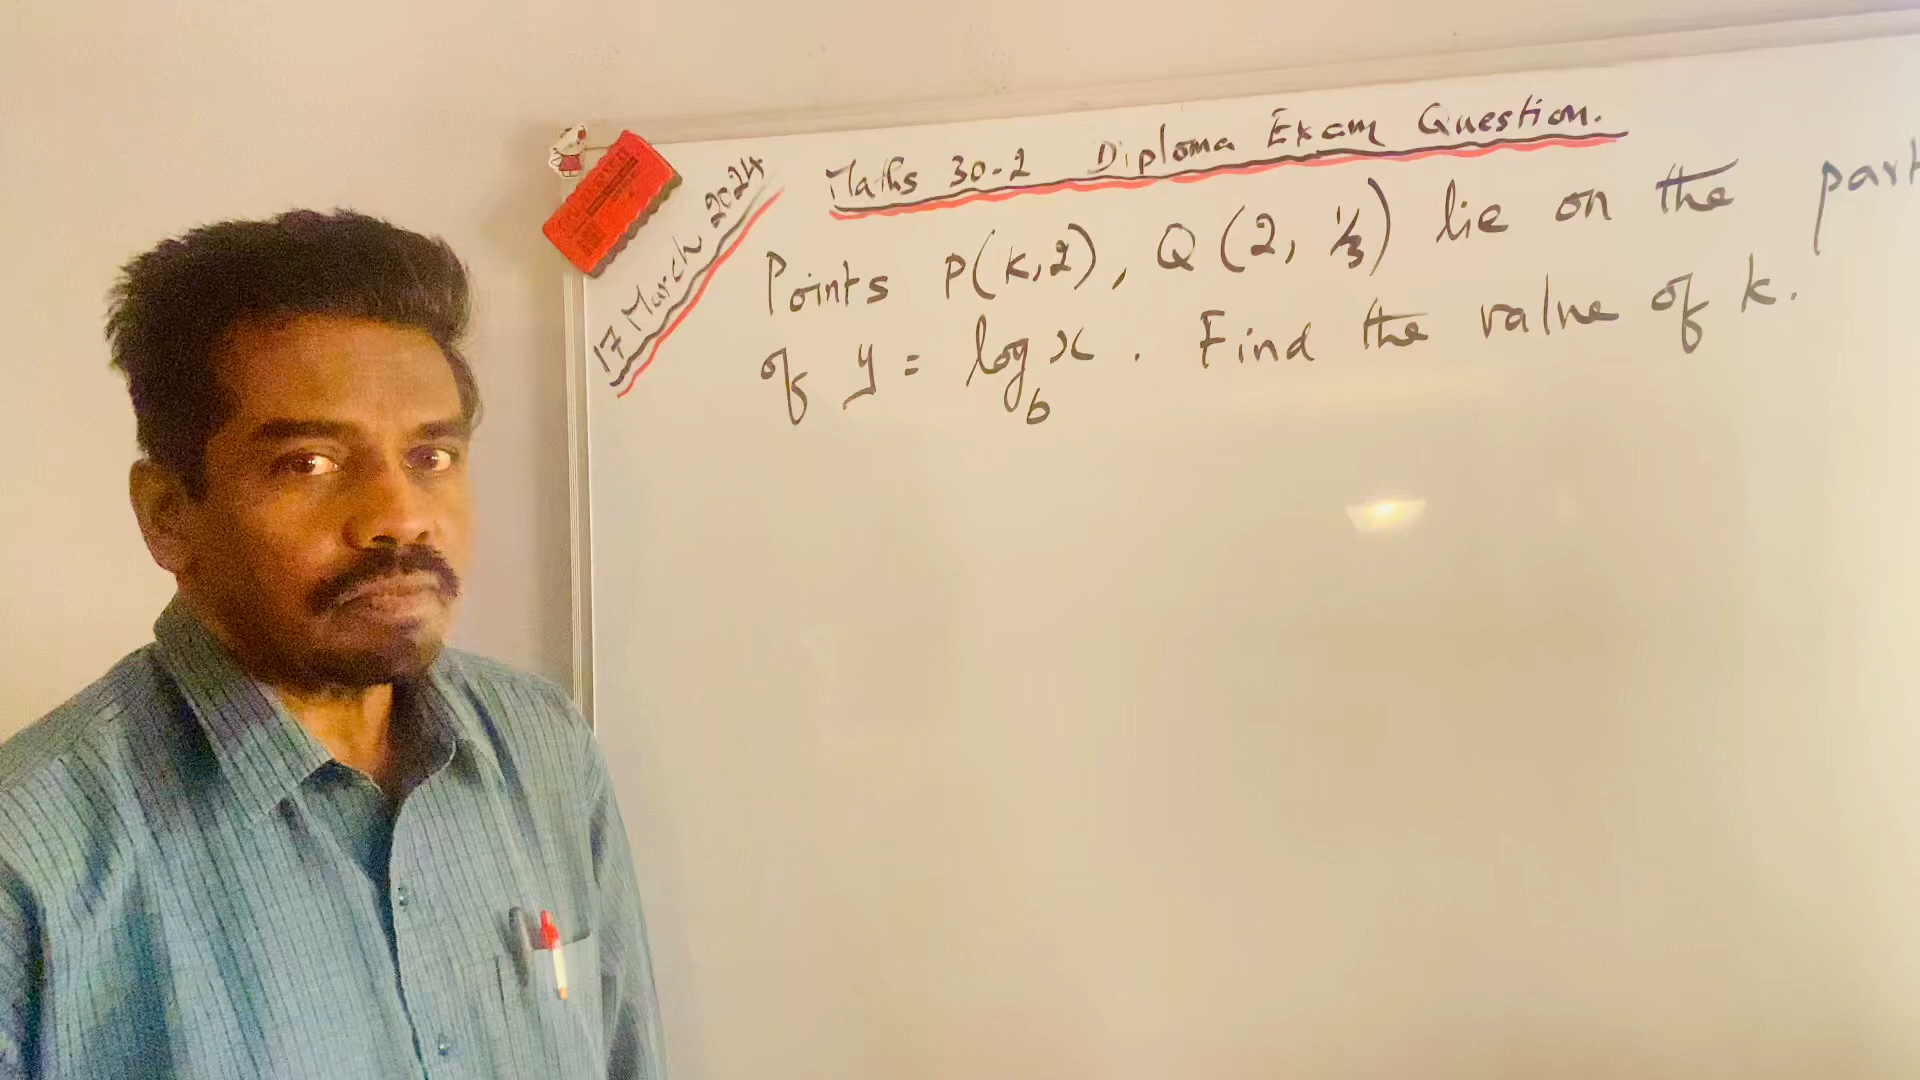 Maths 30-2 Diploma Exam Question.
17 March 2024
Points P(k,2), Q(2, 1/3) lie on the part
of y = log_b x. Find the value of k.